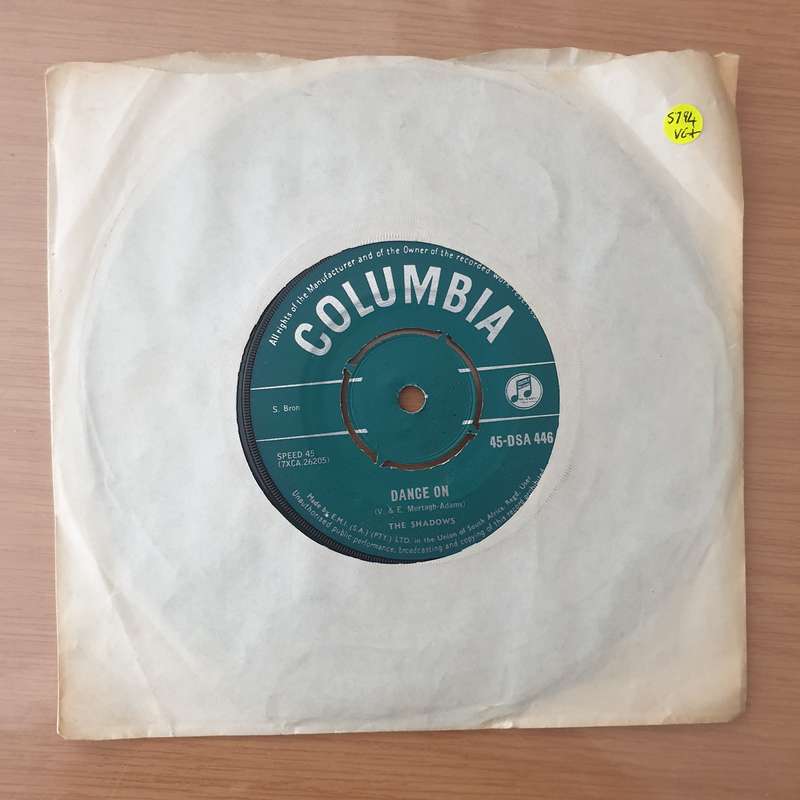 5794
VG+
All rights of the Manufacturer and of the Owner of the recorded work
COLUMBIA
S. Bron
45-DSA 446
SPEED 45
(7XCA.26205)
DANCE ON
(V. & E. Murtagh-Adams)
THE SHADOWS
Made by E.M.I. (S.A.) (PTY.) LTD. in the Union of South Africa. Regd. User
Unauthorised public performance, broadcasting and copying of this record prohibited.